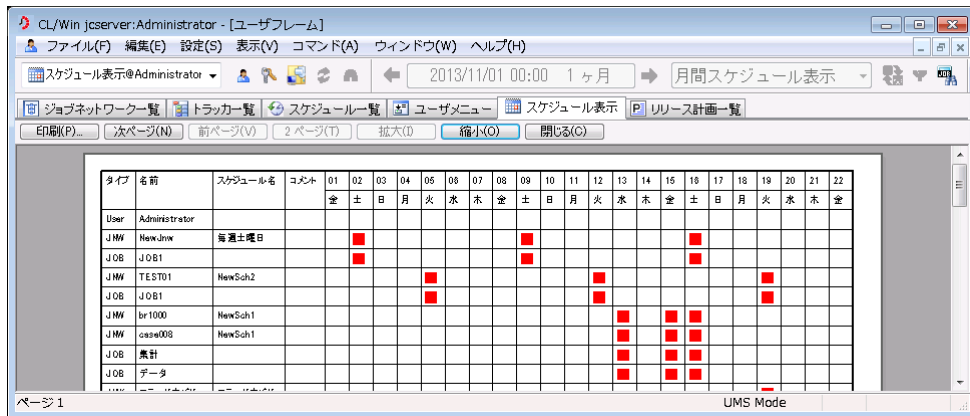 CL/Win jcserver:Administrator - [ユーザフレーム]
ファイル(F) 編集(E) 設定(S) 表示(V) コマンド(A) ウィンドウ(W) ヘルプ(H)
スケジュール表示@Administrator 2013/11/01 00:00 1 ヶ月 月間スケジュール表示
ジョブネットワーク一覧 トラッカ一覧 スケジュール一覧 ユーザメニュー スケジュール表示 リリース計画一覧
印刷(P)... 次ページ(N) 前ページ(V) 2 ページ(T) 拡大(I) 縮小(O) 閉じる(C)
タイプ 名前 スケジュール名 コメント 01 02 03 04 05 06 07 08 09 10 11 12 13 14 15 16 17 18 19 20 21 22
金 土 日 月 火 水 木 金 土 日 月 火 水 木 金 土 日 月 火 水 木 金
User Administrator
JNW NewJnw 毎週土曜日
JOB JOB1
JNW TEST01 NewSch2
JOB JOB1
JNW br1000 NewSch1
JNW case008 NewSch1
JOB 集計
JOB データ
ページ 1 UMS Mode